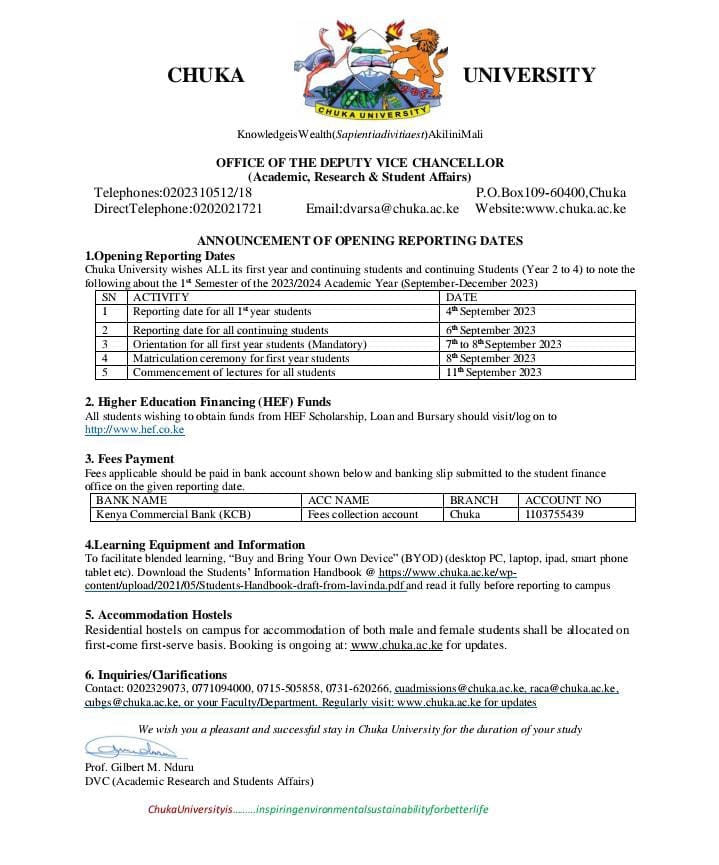 CHUKA UNIVERSITY
CHUKA UNIVERSITY
KnowledgeisWealth(Sapientiadivitiaest)AkiliniMali
OFFICE OF THE DEPUTY VICE CHANCELLOR
(Academic, Research & Student Affairs)
Telephones:0202310512/18 P.O.Box109-60400,Chuka
DirectTelephone:0202021721 Email:dvarsa@chuka.ac.ke Website:www.chuka.ac.ke
ANNOUNCEMENT OF OPENING REPORTING DATES
1.Opening Reporting Dates
Chuka University wishes ALL its first year and continuing students and continuing Students (Year 2 to 4) to note the
following about the 1st Semester of the 2023/2024 Academic Year (September-December 2023)
SN ACTIVITY DATE
1 Reporting date for all 1st year students 4th September 2023
2 Reporting date for all continuing students 6th September 2023
3 Orientation for all first year students (Mandatory) 7th to 8th September 2023
4 Matriculation ceremony for first year students 8th September 2023
5 Commencement of lectures for all students 11th September 2023
2. Higher Education Financing (HEF) Funds
All students wishing to obtain funds from HEF Scholarship, Loan and Bursary should visit/log on to
http://www.hef.co.ke
3. Fees Payment
Fees applicable should be paid in bank account shown below and banking slip submitted to the student finance
office on the given reporting date.
BANK NAME ACC NAME BRANCH ACCOUNT NO
Kenya Commercial Bank (KCB) Fees collection account Chuka 1103755439
4.Learning Equipment and Information
To facilitate blended learning, “Buy and Bring Your Own Device” (BYOD) (desktop PC, laptop, ipad, smart phone
tablet etc). Download the Students’ Information Handbook @ https://www.chuka.ac.ke/wp-
content/upload/2021/05/Students-Handbook-draft-from-lavinda.pdf and read it fully before reporting to campus
5. Accommodation Hostels
Residential hostels on campus for accommodation of both male and female students shall be allocated on
first-come first-serve basis. Booking is ongoing at: www.chuka.ac.ke for updates.
6. Inquiries/Clarifications
Contact: 0202329073, 0771094000, 0715-505858, 0731-620266, cuadmissions@chuka.ac.ke, raca@chuka.ac.ke,
cubgs@chuka.ac.ke, or your Faculty/Department. Regularly visit: www.chuka.ac.ke for updates
We wish you a pleasant and successful stay in Chuka University for the duration of your study
Prof. Gilbert M. Nduru
DVC (Academic Research and Students Affairs)
ChukaUniversityis.........inspiringenvironmentalsustainabilityforbetterlife